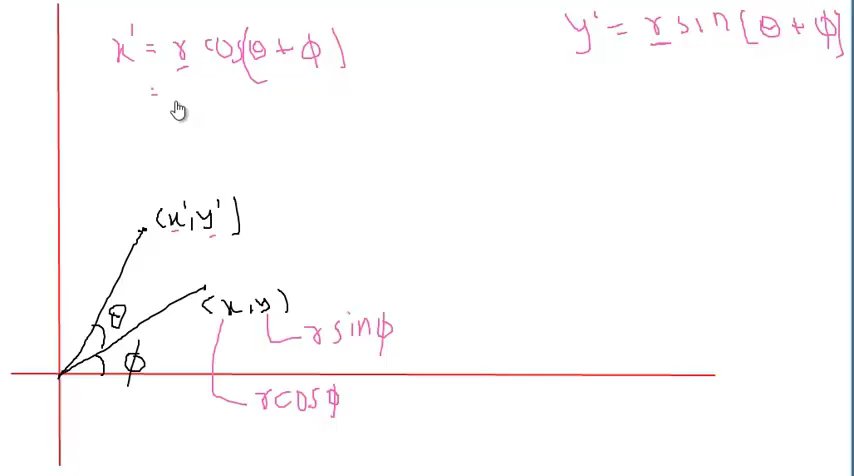 x' = r cos(θ + ϕ)
y' = r sin[θ + ϕ]
=
(x', y']
θ
(x, y)
r sinϕ
ϕ
r cosϕ